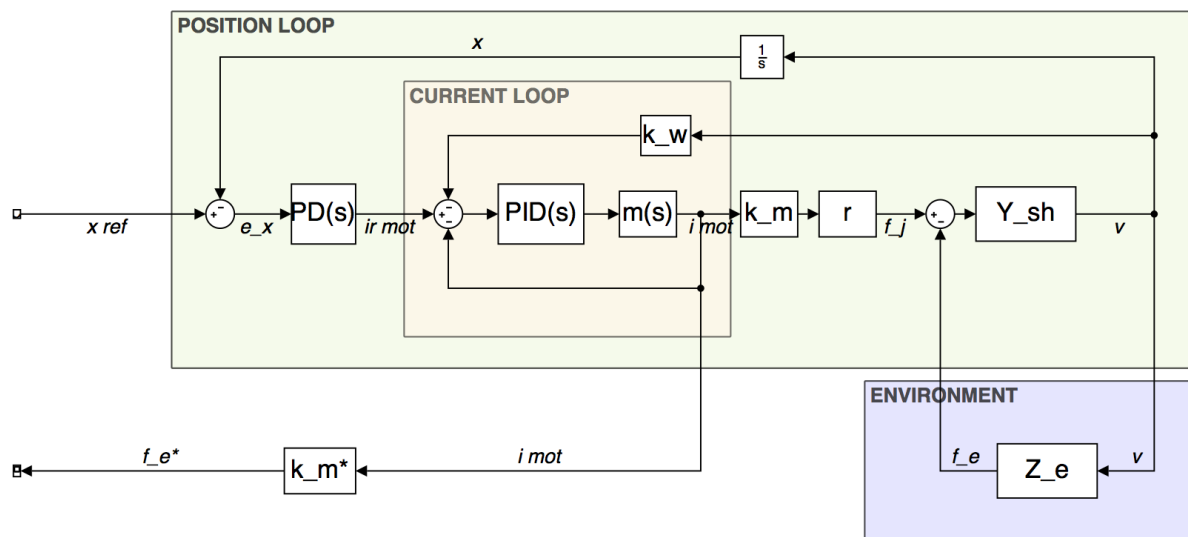 POSITION LOOP
x
1
s
CURRENT LOOP
k_w
+ -
+ - -
PD(s)
PID(s)
m(s)
k_m
r
+ -
Y_sh
x ref
e_x
ir mot
i mot
f_j
v
ENVIRONMENT
f_e*
k_m*
i mot
f_e
Z_e
v